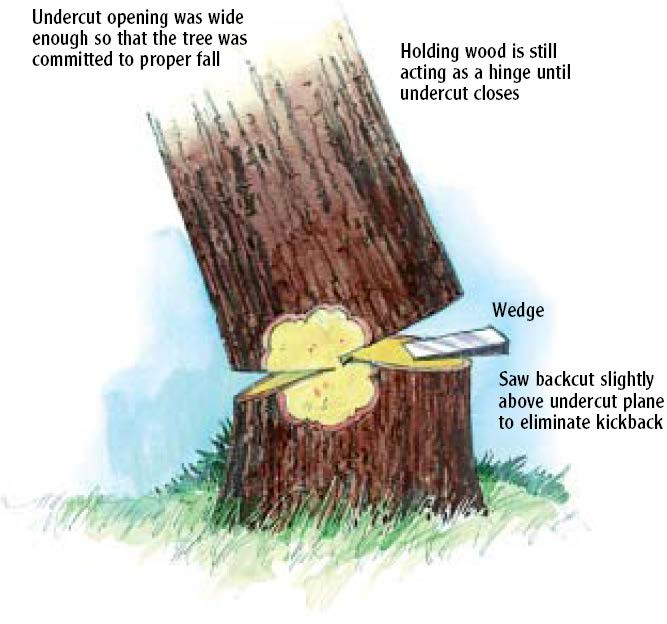 Undercut opening was wide
enough so that the tree was
committed to proper fall
Holding wood is still
acting as a hinge until
undercut closes
Wedge
Saw backcut slightly
above undercut plane
to eliminate kickback